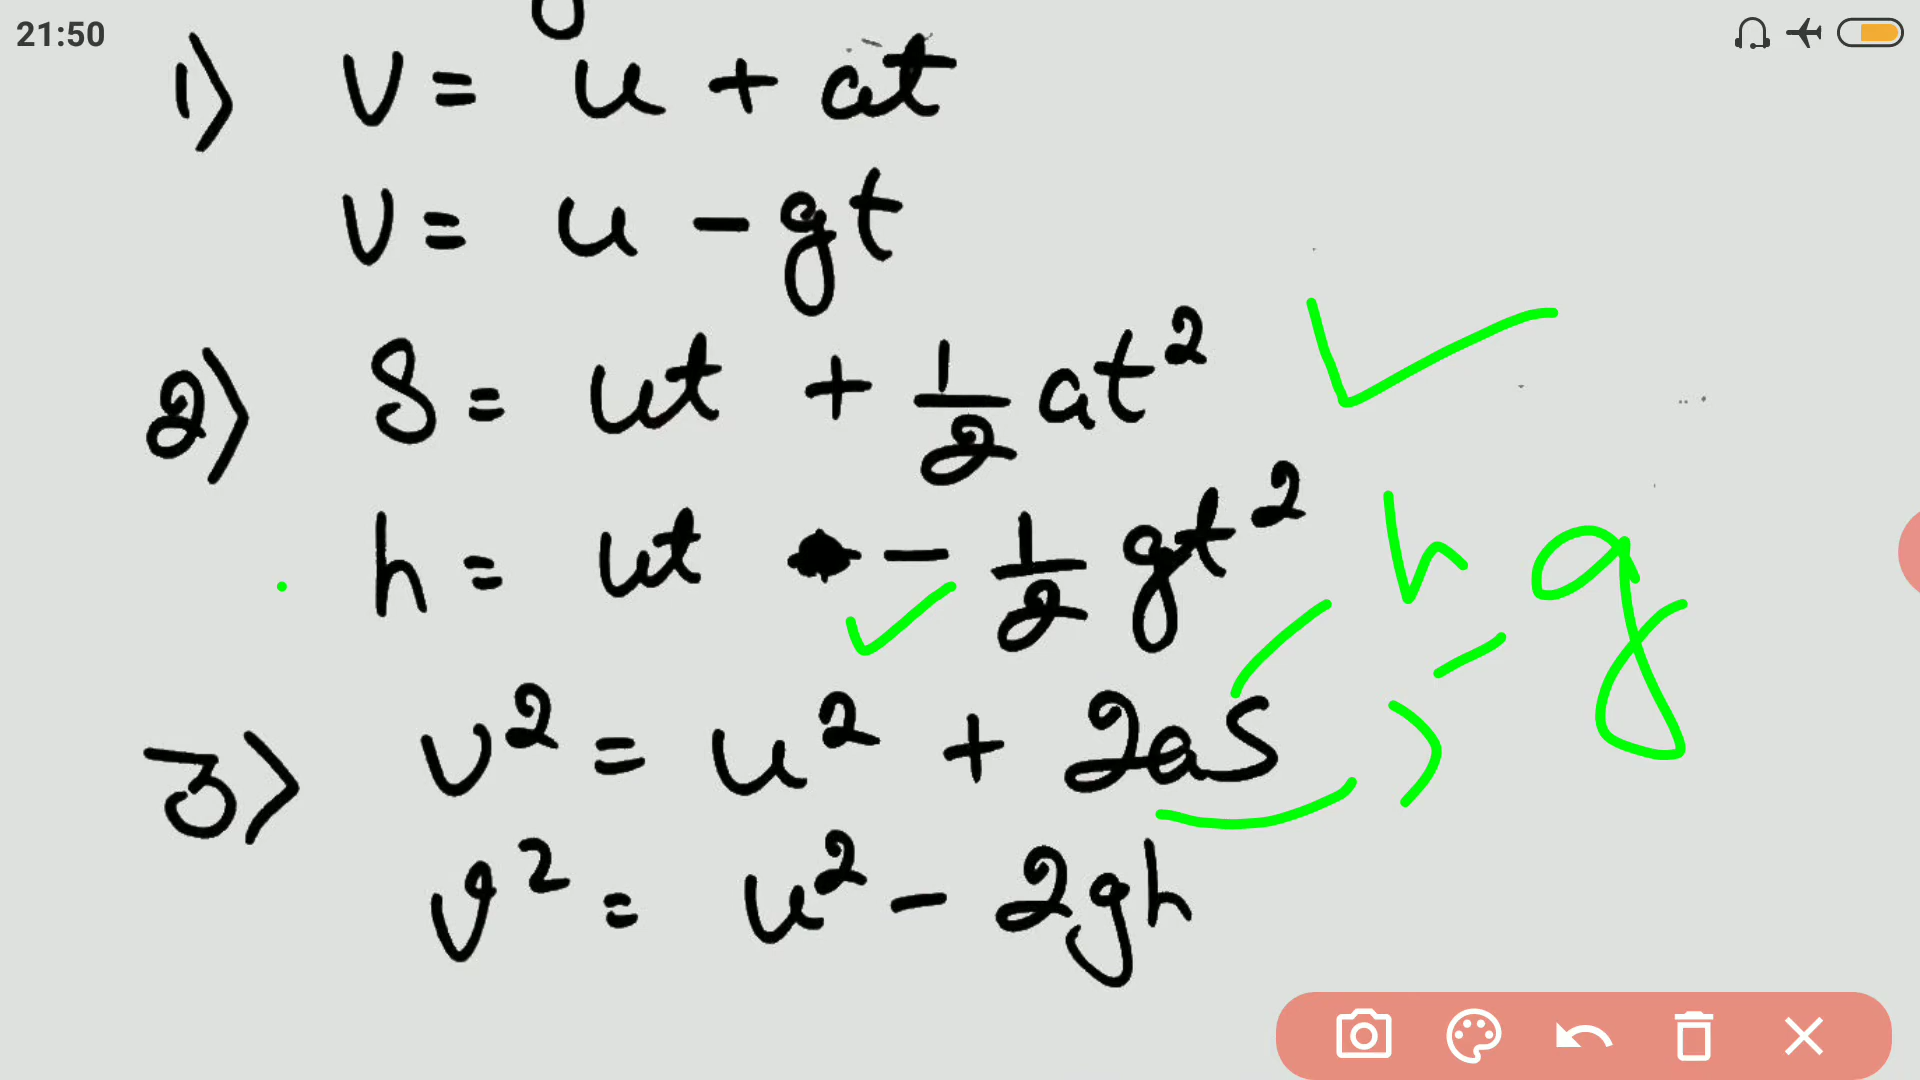 21:50
1) v = u + at
v = u - gt
2) S = ut + 1/2 at²
h = ut - 1/2 gt²
h - g
3) v² = u² + 2as
v² = u² - 2gh